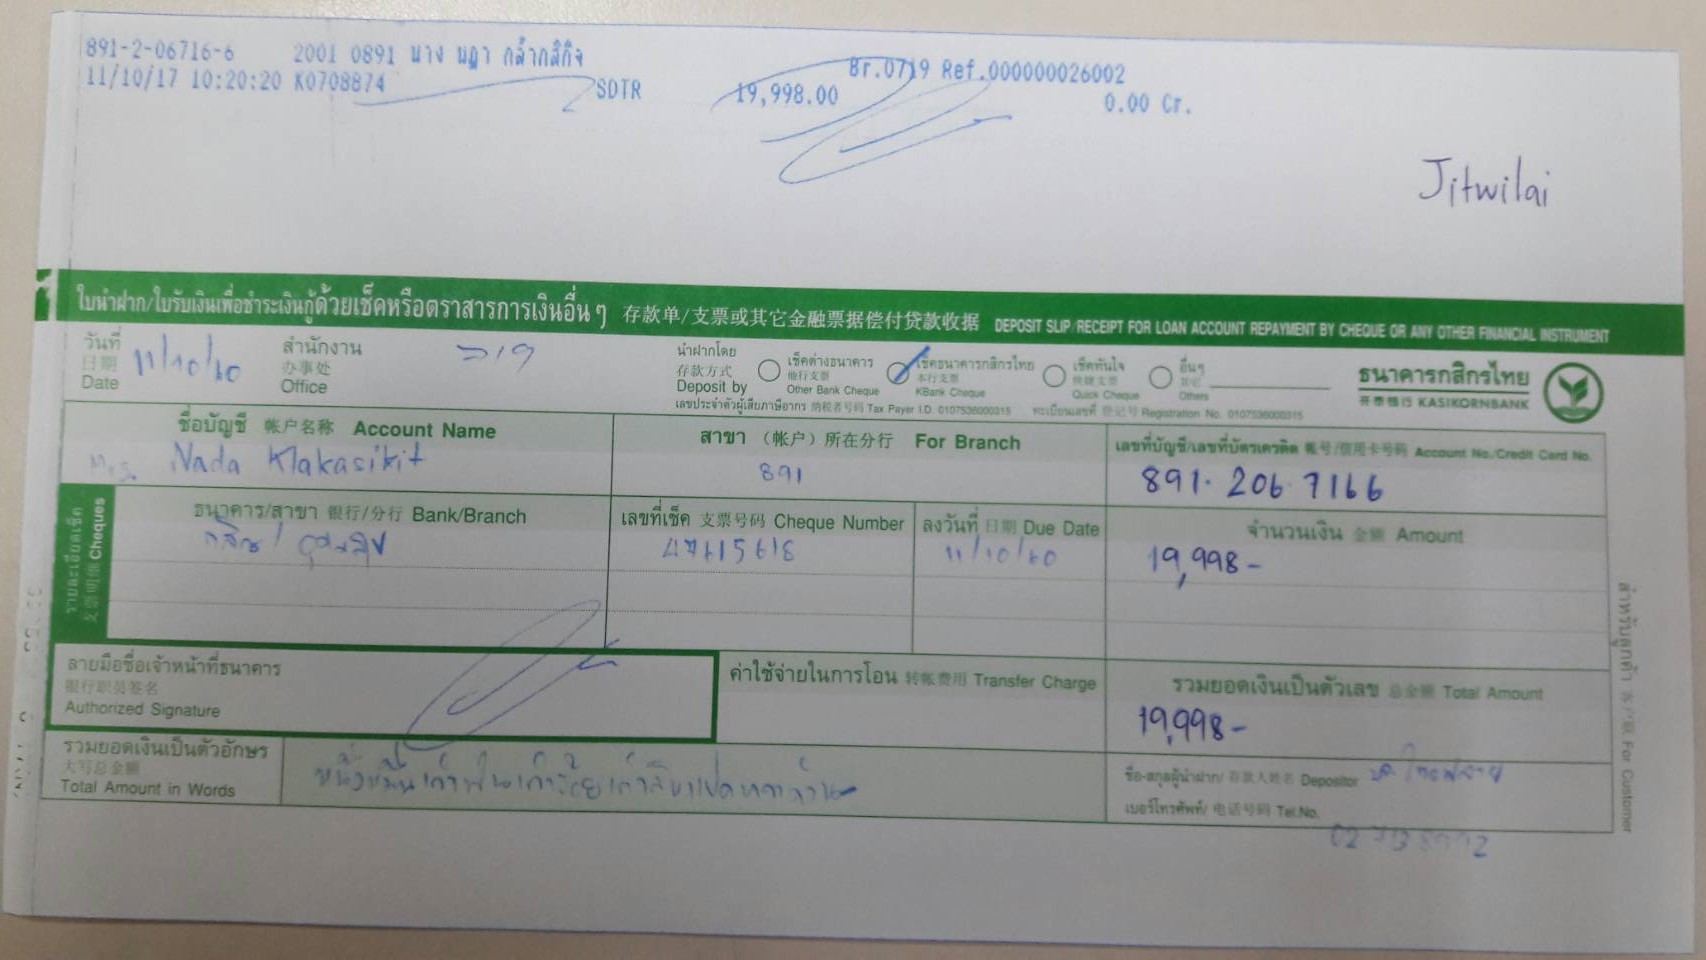 891-2-06716-6 2001 0891 นาง นฎา กล้ากสิกิจ Br.0719 Ref.000000026002
11/10/17 10:20:20 K0708874 SDTR 19,998.00 0.00 Cr.
Jitwilai
ใบนำฝาก/ใบรับเงินเพื่อชำระเงินกู้ด้วยเช็คหรือตราสารการเงินอื่นๆ 存款单/支票或其它金融票据偿付贷款收据 DEPOSIT SLIP/RECEIPT FOR LOAN ACCOUNT REPAYMENT BY CHEQUE OR ANY OTHER FINANCIAL INSTRUMENT
วันที่ 日期 Date 11/10/60
สำนักงาน 办事处 Office 719
นำฝากโดย 存款方式 Deposit by
เช็คต่างธนาคาร 他行支票 Other Bank Cheque
เช็คธนาคารกสิกรไทย 本行支票 KBank Cheque
เช็คทันใจ 快捷支票 Quick Cheque
อื่นๆ 其它 Others
เลขประจำตัวผู้เสียภาษีอากร 纳税者号码 Tax Payer I.D. 0107536000315 ทะเบียนเลขที่ 登记号 Registration No. 0107536000315
ธนาคารกสิกรไทย
开泰银行 KASIKORNBANK
ชื่อบัญชี 帐户名称 Account Name
Mrs. Nada Klakasikit
สาขา (帐户) 所在分行 For Branch
891
เลขที่บัญชี/เลขที่บัตรเครดิต 帐号/信用卡号码 Account No./Credit Card No.
891-206-7166
รายละเอียดเช็ค 支票明细 Cheques
ธนาคาร/สาขา 银行/分行 Bank/Branch
เลขที่เช็ค 支票号码 Cheque Number
47615618
ลงวันที่ 日期 Due Date
11/10/60
จำนวนเงิน 金额 Amount
19,998-
ลายมือชื่อเจ้าหน้าที่ธนาคาร
银行职员签名
Authorized Signature
ค่าใช้จ่ายในการโอน 转帐费用 Transfer Charge
รวมยอดเงินเป็นตัวเลข 总金额 Total Amount
19,998-
รวมยอดเงินเป็นตัวอักษร
大写总金额
Total Amount in Words
หนึ่งหมื่นเก้าพันเก้าร้อยเก้าสิบแปดบาทถ้วน
ชื่อ-สกุลผู้นำฝาก/ 存款人姓名 Depositor
เบอร์โทรศัพท์/ 电话号码 Tel.No.
สำหรับลูกค้า 客户联 For Customer